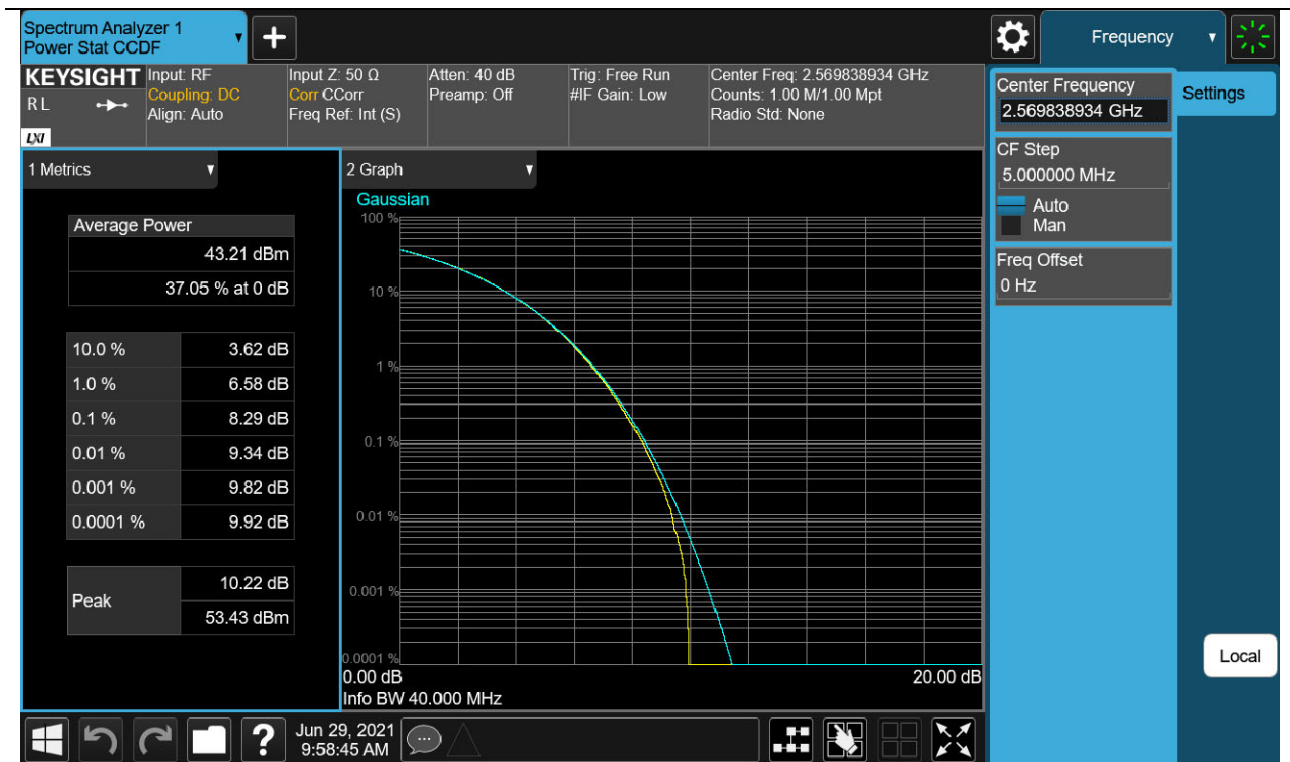 Spectrum Analyzer 1
Power Stat CCDF
Frequency
KEYSIGHT
R L
LXI
Input: RF
Coupling: DC
Align: Auto
Input Z: 50 Ω
Corr CCorr
Freq Ref: Int (S)
Atten: 40 dB
Preamp: Off
Trig: Free Run
#IF Gain: Low
Center Freq: 2.569838934 GHz
Counts: 1.00 M/1.00 Mpt
Radio Std: None
Center Frequency
2.569838934 GHz
Settings
CF Step
5.000000 MHz
Auto
Man
Freq Offset
0 Hz
1 Metrics
Average Power
43.21 dBm
37.05 % at 0 dB
10.0 % 3.62 dB
1.0 % 6.58 dB
0.1 % 8.29 dB
0.01 % 9.34 dB
0.001 % 9.82 dB
0.0001 % 9.92 dB
Peak 10.22 dB
53.43 dBm
2 Graph
Gaussian
100 %
10 %
1 %
0.1 %
0.01 %
0.001 %
0.0001 %
0.00 dB 20.00 dB
Info BW 40.000 MHz
Local
?
Jun 29, 2021
9:58:45 AM